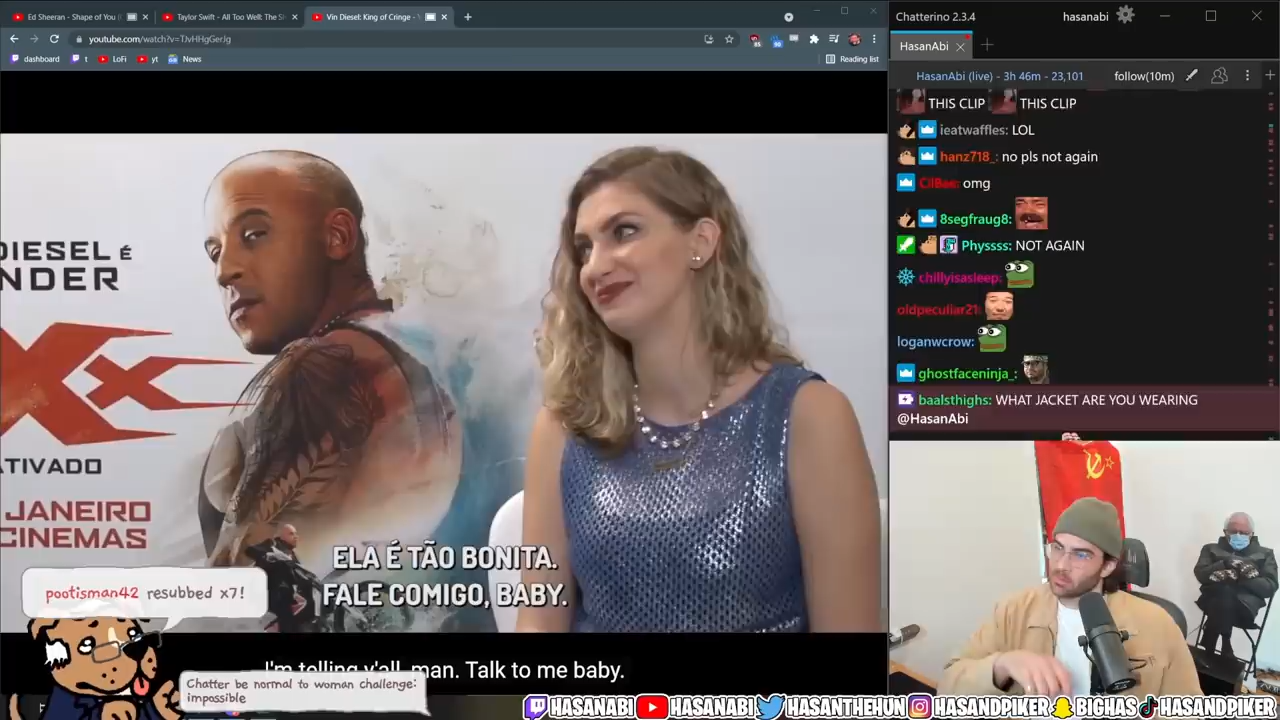 Ed Sheeran - Shape of You (
Taylor Swift - All Too Well: The S
Vin Diesel: King of Cringe -
youtube.com/watch?v=TJvHHgGerJg
dashboard
t
LoFi
yt
News
Reading list
DIESEL É
NDER
XX
ATIVADO
JANEIRO
CINEMAS
ELA É TÃO BONITA.
FALE COMIGO, BABY.
pootisman42 resubbed x7!
I'm telling y'all, man. Talk to me baby.
Chatter be normal to woman challenge:
impossible
Chatterino 2.3.4
hasanabi
HasanAbi
HasanAbi (live) - 3h 46m - 23,101
follow(10m)
THIS CLIP THIS CLIP
ieatwaffles: LOL
hanz718_: no pls not again
CilBae: omg
8segfraug8:
Physsss: NOT AGAIN
chillyisasleep:
oldpeculiar21:
loganwcrow:
ghostfaceninja_:
baalsthighs: WHAT JACKET ARE YOU WEARING
@HasanAbi
HASANABI HASANABI HASANTHEHUN HASANDPIKER BIGHAS HASANDPIKER